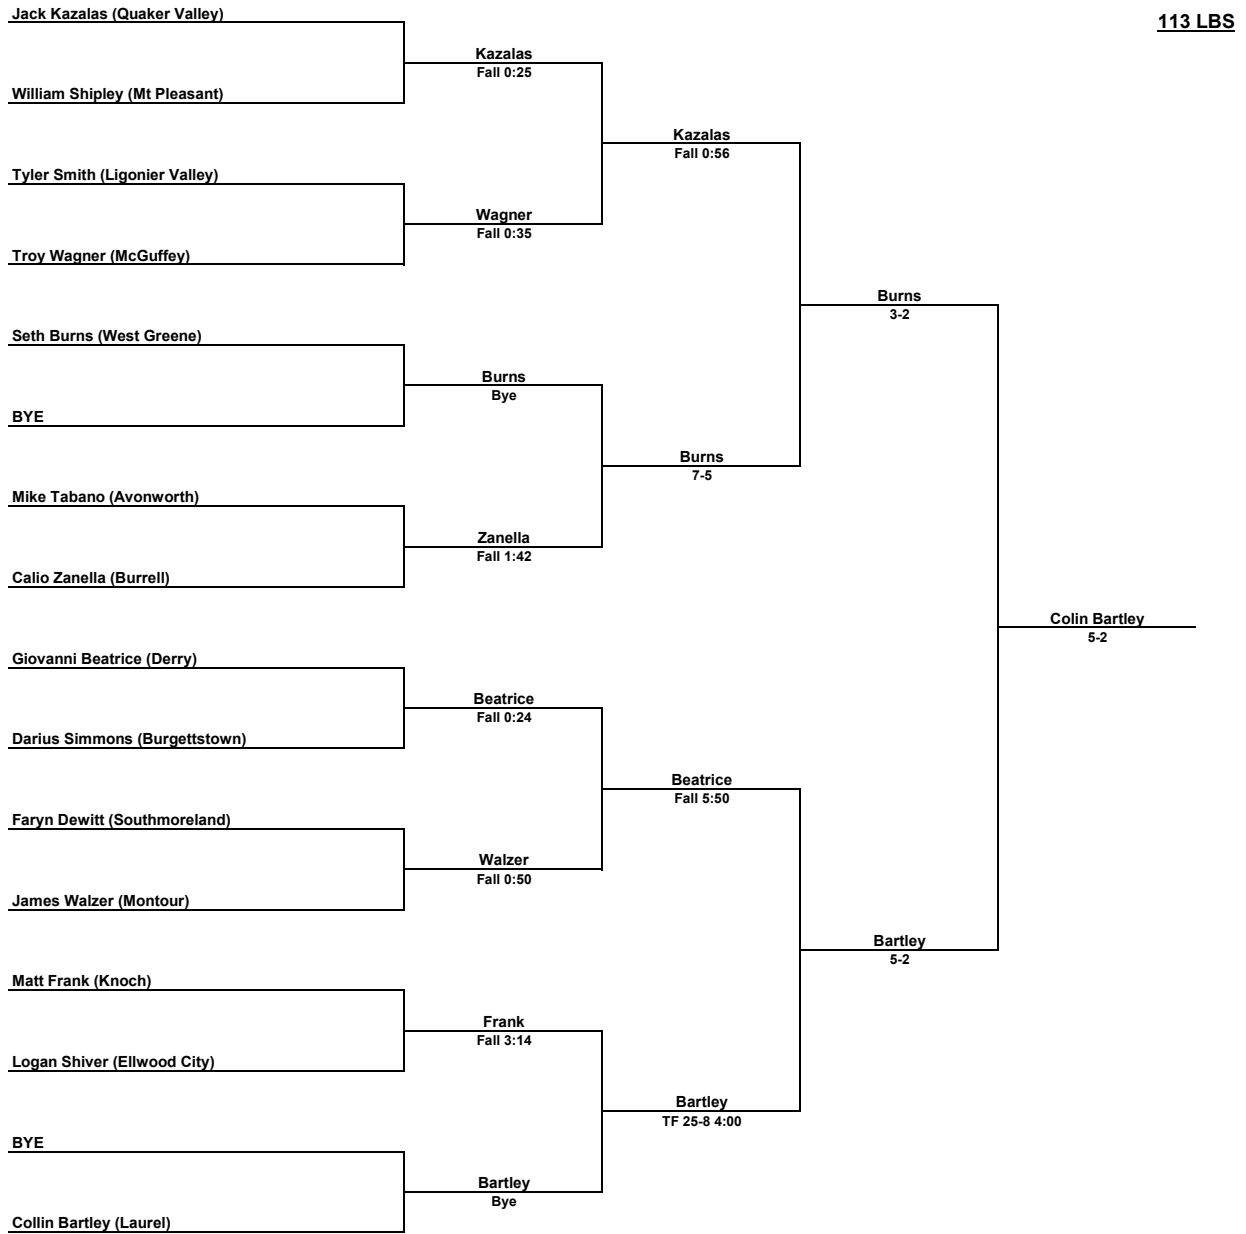 Jack Kazalas (Quaker Valley)
113 LBS
Kazalas
Fall 0:25
William Shipley (Mt Pleasant)
Kazalas
Fall 0:56
Tyler Smith (Ligonier Valley)
Wagner
Fall 0:35
Troy Wagner (McGuffey)
Burns
3-2
Seth Burns (West Greene)
Burns
Bye
BYE
Burns
7-5
Mike Tabano (Avonworth)
Zanella
Fall 1:42
Calio Zanella (Burrell)
Colin Bartley
5-2
Giovanni Beatrice (Derry)
Beatrice
Fall 0:24
Darius Simmons (Burgettstown)
Beatrice
Fall 5:50
Faryn Dewitt (Southmoreland)
Walzer
Fall 0:50
James Walzer (Montour)
Bartley
5-2
Matt Frank (Knoch)
Frank
Fall 3:14
Logan Shiver (Ellwood City)
Bartley
TF 25-8 4:00
BYE
Bartley
Bye
Collin Bartley (Laurel)